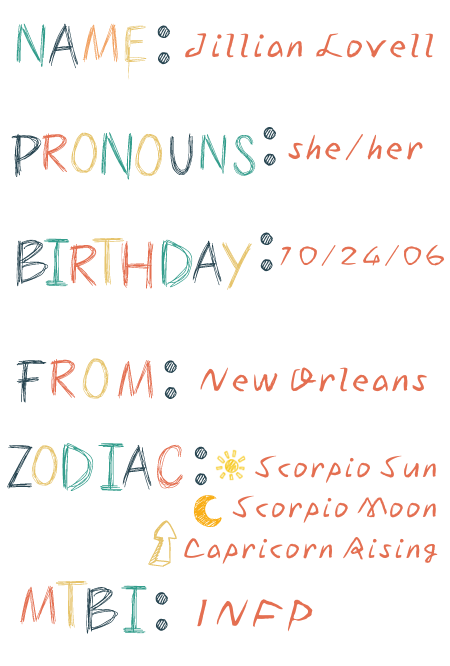 NAME: Jillian Lovell
PRONOUNS: she/her
BIRTHDAY: 10/24/06
FROM: New Orleans
ZODIAC: Scorpio Sun
Scorpio Moon
Capricorn Rising
MTBI: INFP